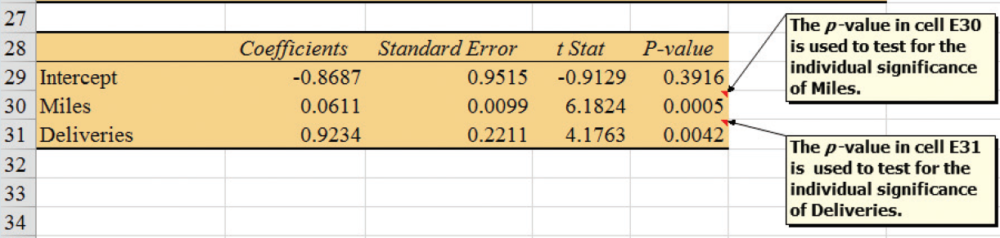 27
28 Coefficients Standard Error t Stat P-value
29 Intercept -0.8687 0.9515 -0.9129 0.3916
30 Miles 0.0611 0.0099 6.1824 0.0005
31 Deliveries 0.9234 0.2211 4.1763 0.0042
32
33
34
The p-value in cell E30
is used to test for the
individual significance
of Miles.
The p-value in cell E31
is used to test for the
individual significance
of Deliveries.